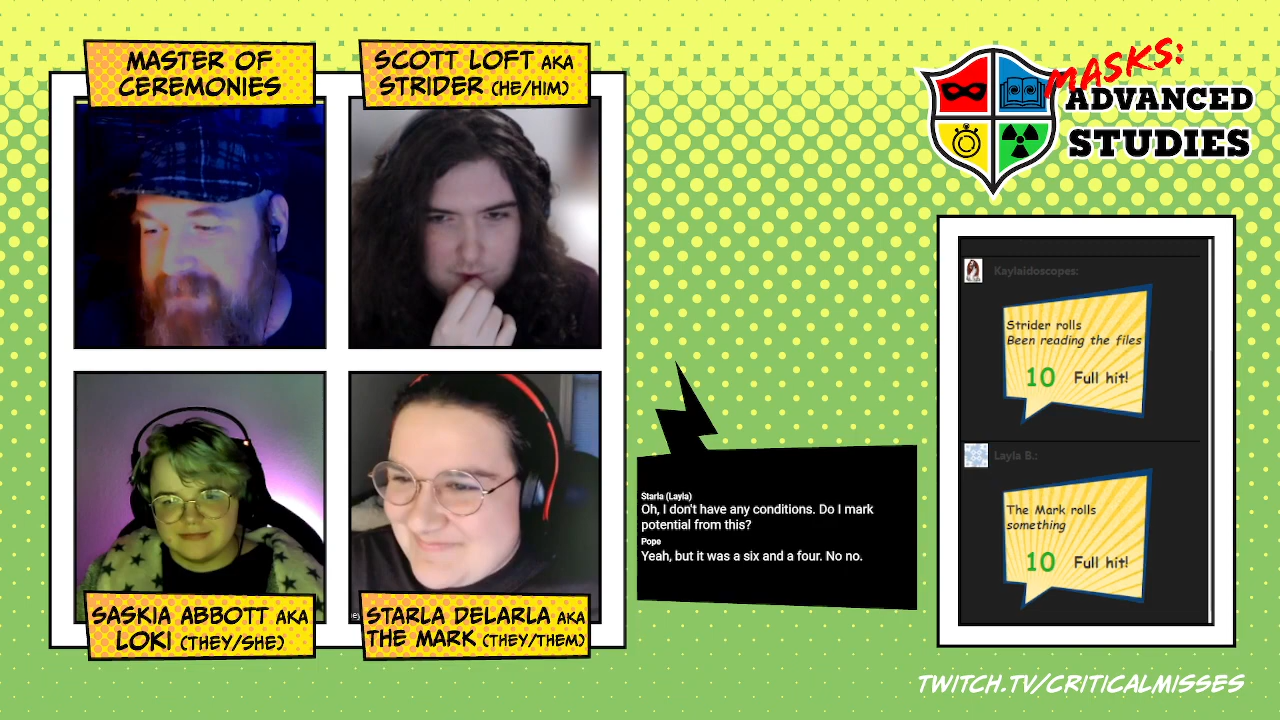 MASTER OF
CEREMONIES
SCOTT LOFT AKA
STRIDER (HE/HIM)
SASKIA ABBOTT AKA
LOKI (THEY/SHE)
STARLA DELARLA AKA
THE MARK (THEY/THEM)
Starla (Layla)
Oh, I don't have any conditions. Do I mark
potential from this?
Pope
Yeah, but it was a six and a four. No no.
MASKS:
ADVANCED
STUDIES
Kaylaidoscopes:
Strider rolls
Been reading the files
10 Full hit!
Layla B.:
The Mark rolls
something
10 Full hit!
TWITCH.TV/CRITICALMISSES